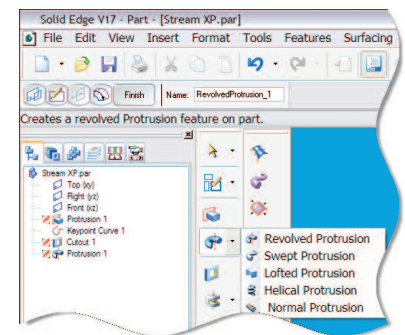 Solid Edge V17 - Part - [Stream XP.par]
File Edit View Insert Format Tools Features Surfacing
Finish Name: RevolvedProtrusion_1
Creates a revolved Protrusion feature on part.
Stream XP.par
Top (xy)
Right (yz)
Front (xz)
Protrusion 1
Keypoint Curve 1
Cutout 1
Protrusion 1
Revolved Protrusion
Swept Protrusion
Lofted Protrusion
Helical Protrusion
Normal Protrusion